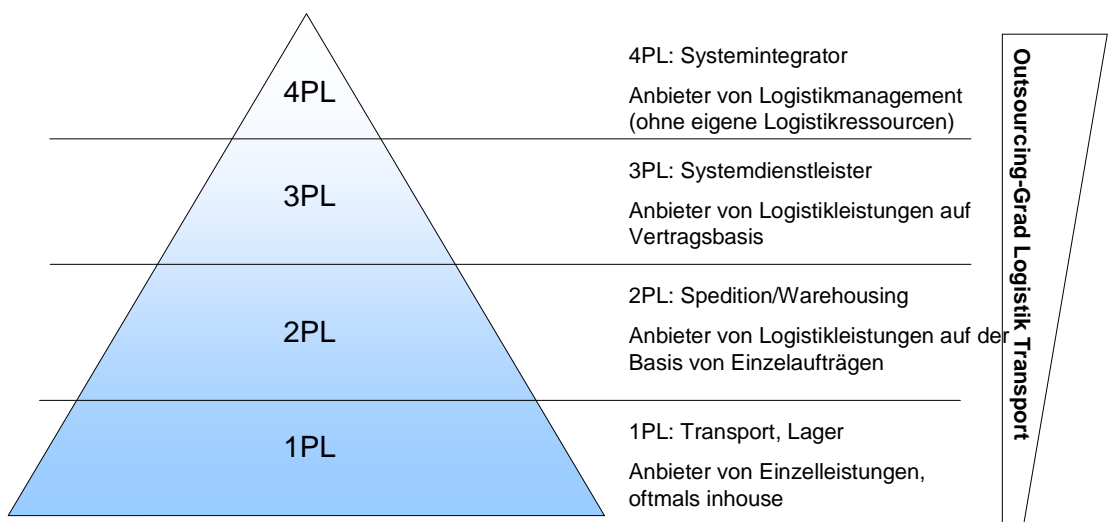 4PL
4PL: Systemintegrator
Anbieter von Logistikmanagement
(ohne eigene Logistikressourcen)
3PL
3PL: Systemdienstleister
Anbieter von Logistikleistungen auf
Vertragsbasis
2PL
2PL: Spedition/Warehousing
Anbieter von Logistikleistungen auf der
Basis von Einzelaufträgen
1PL
1PL: Transport, Lager
Anbieter von Einzelleistungen,
oftmals inhouse
Outsourcing-Grad Logistik Transport